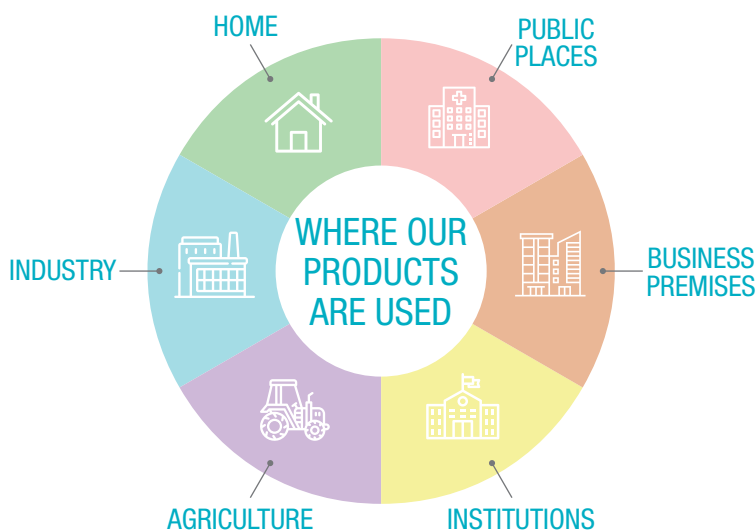 HOME
PUBLIC
PLACES
INDUSTRY
WHERE OUR
PRODUCTS
ARE USED
BUSINESS
PREMISES
AGRICULTURE
INSTITUTIONS